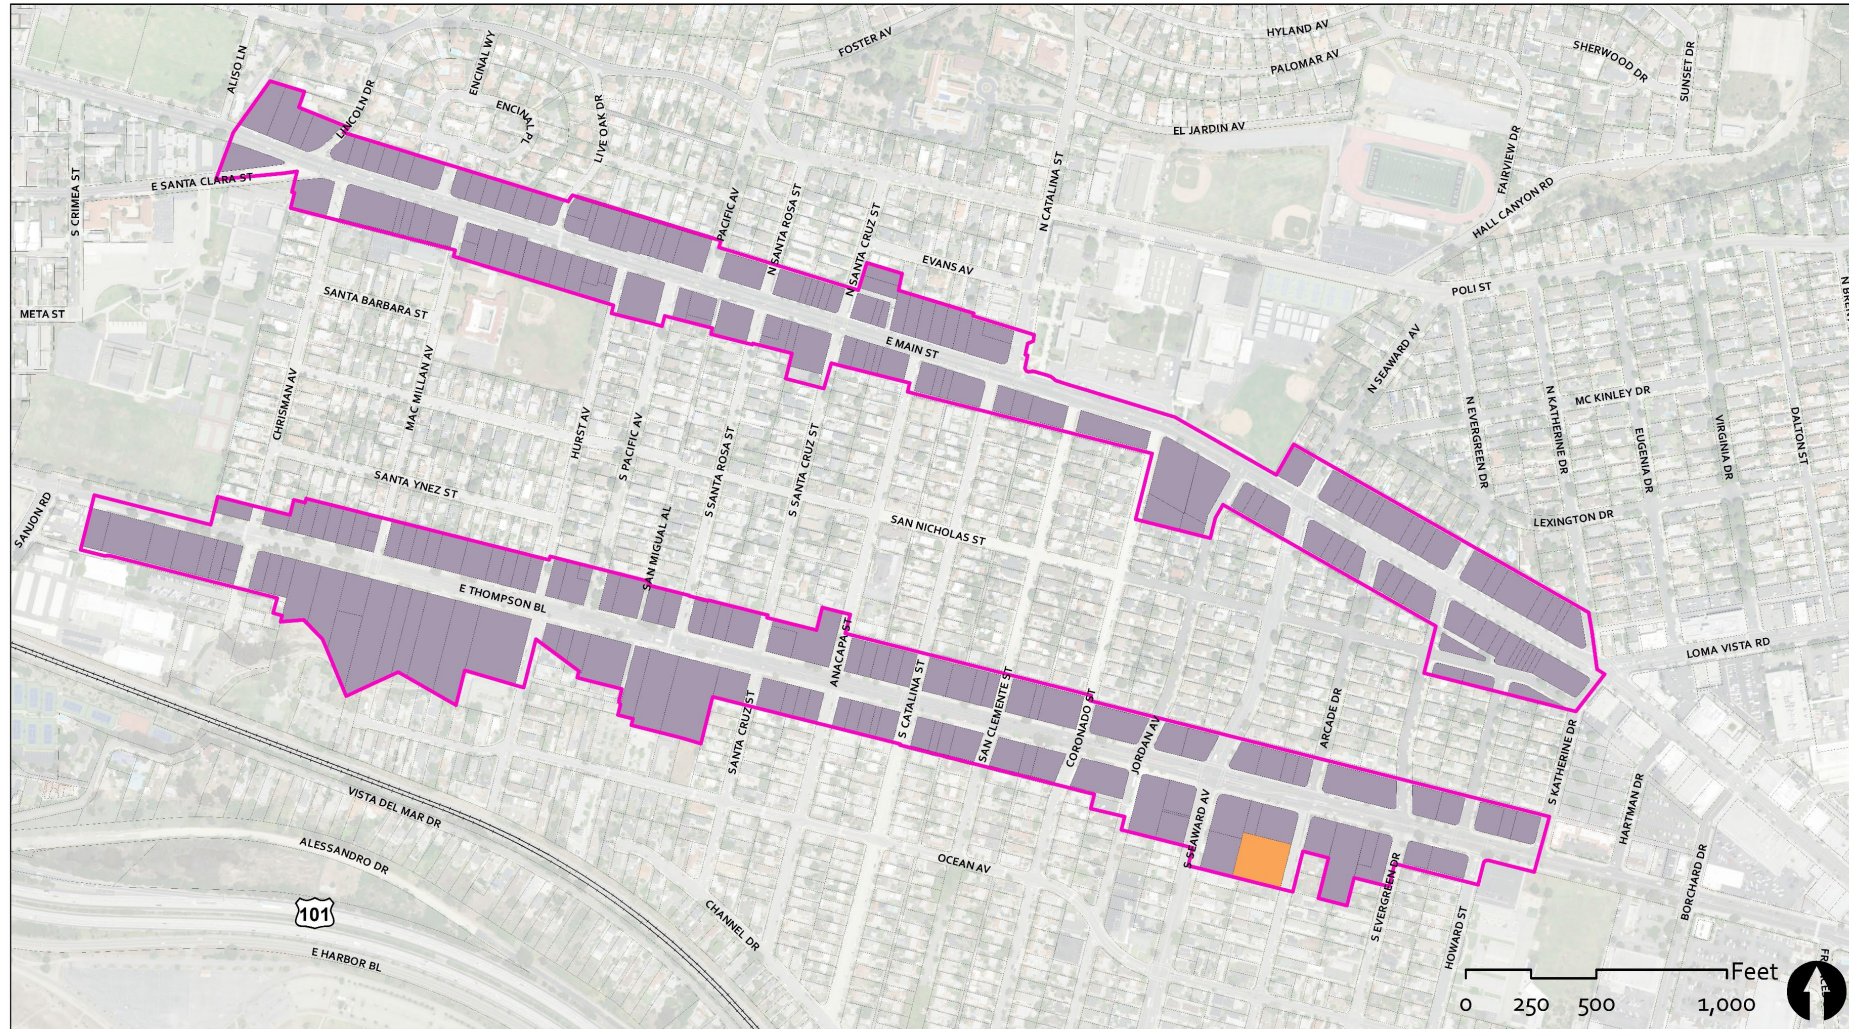 HYLAND AV
FOSTER AV
SHERWOOD DR
ENCINAL WY
PALOMAR AV
SUNSET DR
ALISO LN
LINCOLN DR
ENCINAL PL
LIVE OAK DR
EL JARDIN AV
FAIRVIEW DR
S CRIMEA ST
E SANTA CLARA ST
PACIFIC AV
N SANTA ROSA ST
N SANTA CRUZ ST
N CATALINA ST
HALL CANYON RD
EVANS AV
POLI ST
META ST
SANTA BARBARA ST
E MAIN ST
N SEAWARD AV
MAC MILLAN AV
CHRISMAN AV
HURST AV
S PACIFIC AV
S SANTA ROSA ST
S SANTA CRUZ ST
MC KINLEY DR
N EVERGREEN DR
N KATHERINE DR
EUGENIA DR
VIRGINIA DR
DALTON ST
SANTA YNEZ ST
SANJON RD
SAN NICHOLAS ST
LEXINGTON DR
SAN MIGUAL AL
E THOMPSON BL
ANACAPA ST
LOMA VISTA RD
S CATALINA ST
SAN CLEMENTE ST
CORONADO ST
JORDAN AV
ARCADE DR
SANTA CRUZ ST
S KATHERINE DR
HARTMAN DR
VISTA DEL MAR DR
S SEAWARD AV
ALESSANDRO DR
OCEAN AV
S EVERGREEN DR
BORCHARD DR
HOWARD ST
CHANNEL DR
101
E HARBOR BL
Feet
0 250 500 1,000